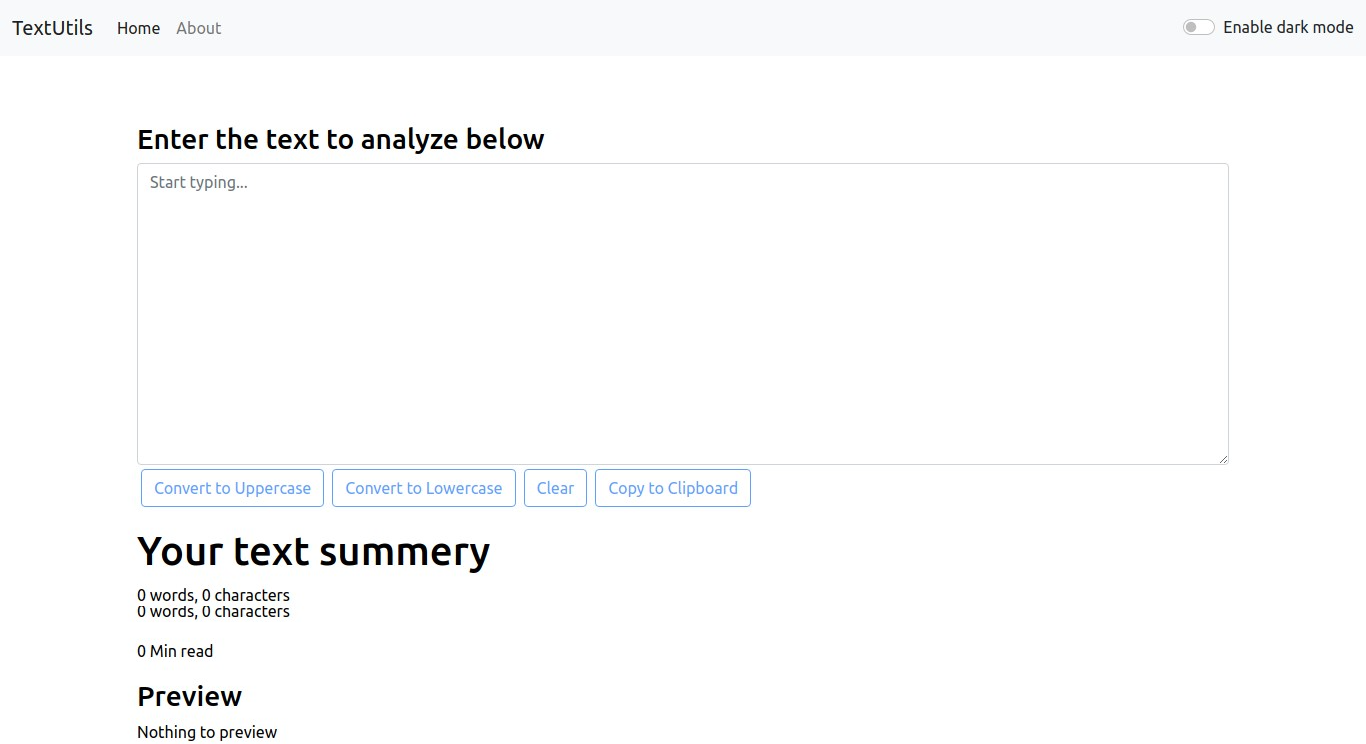 TextUtils Home About Enable dark mode
Enter the text to analyze below
Start typing...
Convert to Uppercase Convert to Lowercase Clear Copy to Clipboard
Your text summery
0 words, 0 characters
0 words, 0 characters
0 Min read
Preview
Nothing to preview